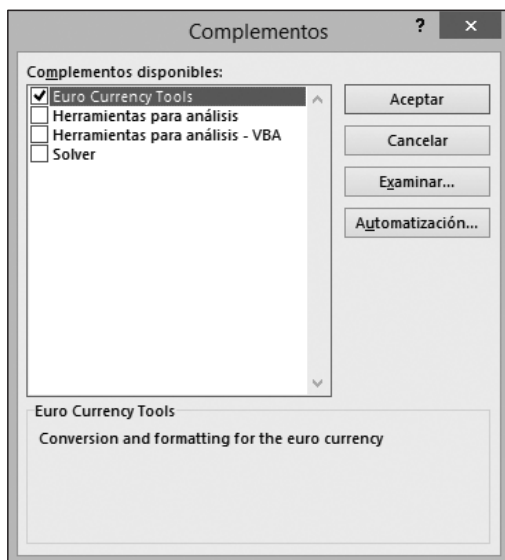 Complementos
? ×
Complementos disponibles:
Euro Currency Tools
Herramientas para análisis
Herramientas para análisis - VBA
Solver
Aceptar
Cancelar
Examinar...
Automatización...
Euro Currency Tools
Conversion and formatting for the euro currency